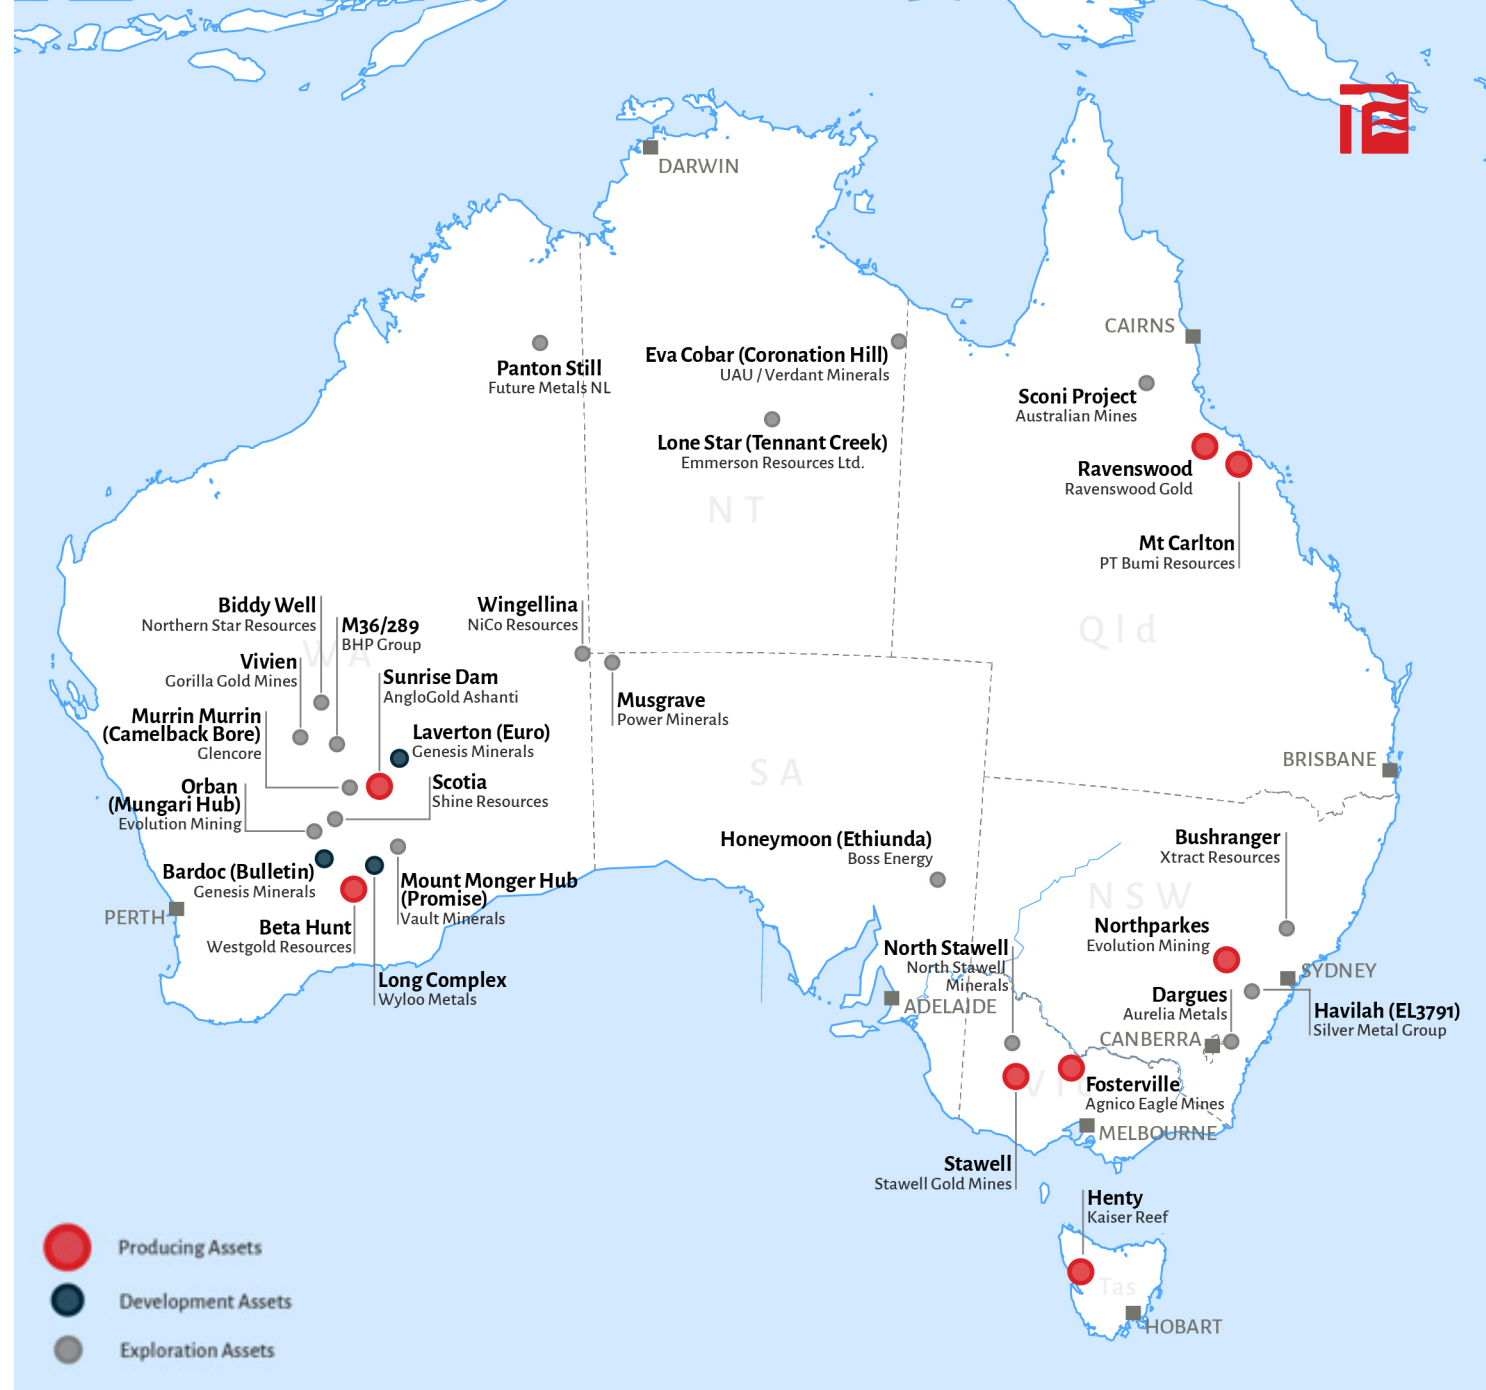 DARWIN
CAIRNS
Panton Still
Future Metals NL
Eva Cobar (Coronation Hill)
UAU / Verdant Minerals
Sconi Project
Australian Mines
Lone Star (Tennant Creek)
Emmerson Resources Ltd.
Ravenswood
Ravenswood Gold
NT
Mt Carlton
PT Bumi Resources
Biddy Well
Northern Star Resources
M36/289
BHP Group
WA
Wingellina
NiCo Resources
Qld
Vivien
Gorilla Gold Mines
Sunrise Dam
AngloGold Ashanti
Musgrave
Power Minerals
Murrin Murrin
(Camelback Bore)
Glencore
Laverton (Euro)
Genesis Minerals
SA
BRISBANE
Orban
(Mungari Hub)
Evolution Mining
Scotia
Shine Resources
Honeymoon (Ethiunda)
Boss Energy
Bushranger
Xtract Resources
Bardoc (Bulletin)
Genesis Minerals
Mount Monger Hub
(Promise)
Vault Minerals
NSW
PERTH
Beta Hunt
Westgold Resources
Northparkes
Evolution Mining
North Stawell
North Stawell
Minerals
Long Complex
Wyloo Metals
SYDNEY
ADELAIDE
Dargues
Aurelia Metals
Havilah (EL3791)
Silver Metal Group
CANBERRA
Vic
Fosterville
Agnico Eagle Mines
MELBOURNE
Stawell
Stawell Gold Mines
Henty
Kaiser Reef
Tas
HOBART
Producing Assets
Development Assets
Exploration Assets